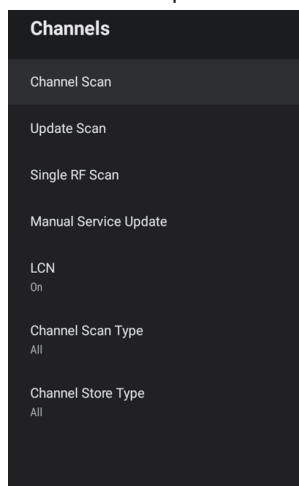 Channels
Channel Scan
Update Scan
Single RF Scan
Manual Service Update
LCN
On
Channel Scan Type
All
Channel Store Type
All